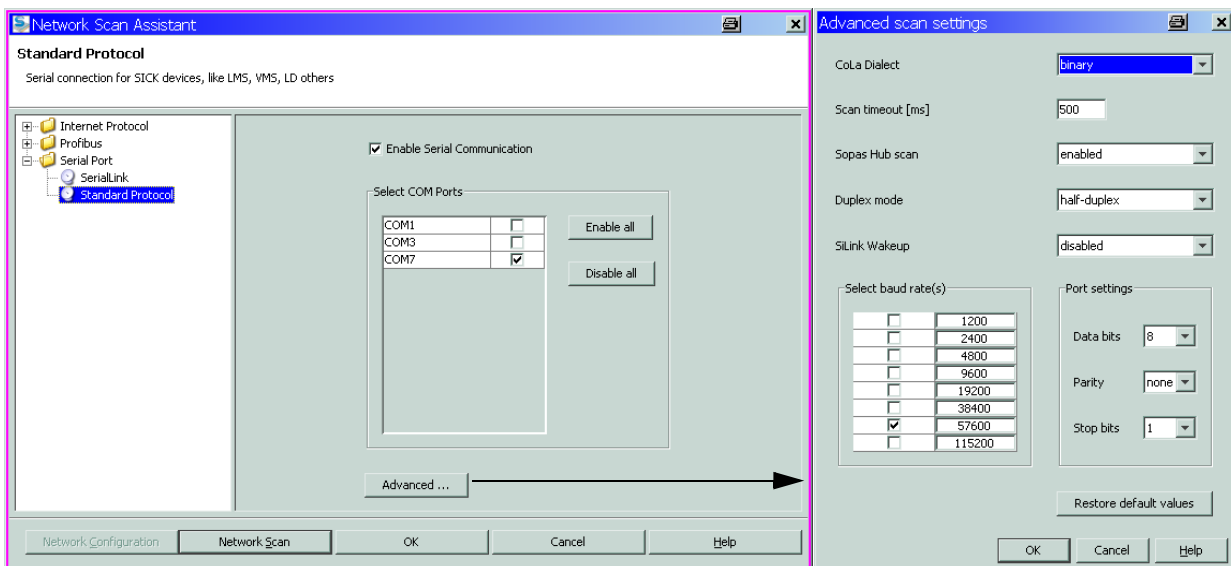 Network Scan Assistant
Standard Protocol
Serial connection for SICK devices, like LMS, VMS, LD others
Internet Protocol
Profibus
Serial Port
SerialLink
Standard Protocol
Enable Serial Communication
Select COM Ports
COM1
COM3
COM7
Enable all
Disable all
Advanced ...
Network Configuration
Network Scan
OK
Cancel
Help
Advanced scan settings
CoLa Dialect
binary
Scan timeout [ms]
500
Sopas Hub scan
enabled
Duplex mode
half-duplex
SiLink Wakeup
disabled
Select baud rate(s)
1200
2400
4800
9600
19200
38400
57600
115200
Port settings
Data bits
8
Parity
none
Stop bits
1
Restore default values
OK
Cancel
Help